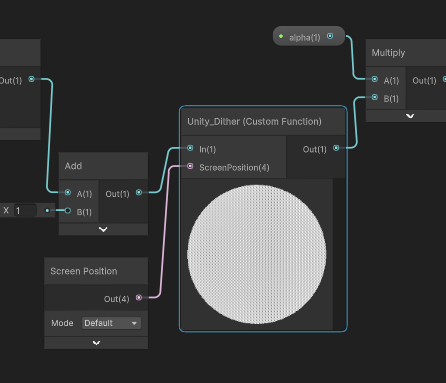 alpha(1)
Out(1)
Multiply
A(1)
Out(1)
B(1)
Unity_Dither (Custom Function)
In(1)
Out(1)
ScreenPosition(4)
Add
A(1)
Out(1)
X 1
B(1)
Screen Position
Out(4)
Mode
Default